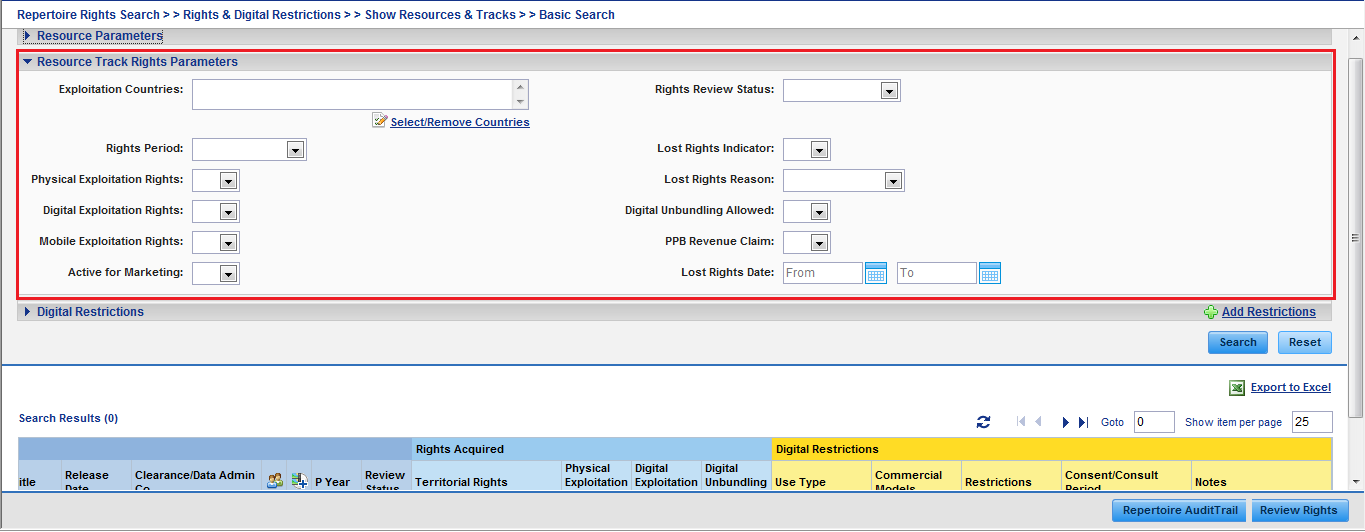 Repertoire Rights Search > > Rights & Digital Restrictions > > Show Resources & Tracks > > Basic Search
Resource Parameters
Resource Track Rights Parameters
Exploitation Countries:
Rights Review Status:
Select/Remove Countries
Rights Period:
Lost Rights Indicator:
Physical Exploitation Rights:
Lost Rights Reason:
Digital Exploitation Rights:
Digital Unbundling Allowed:
Mobile Exploitation Rights:
PPB Revenue Claim:
Active for Marketing:
Lost Rights Date:
From
To
Digital Restrictions
Add Restrictions
Search
Reset
Export to Excel
Search Results (0)
Goto
0
Show item per page
25
Rights Acquired
Digital Restrictions
itle
Release Date
Clearance/Data Admin Co
P Year
Review Status
Territorial Rights
Physical Exploitation
Digital Exploitation
Digital Unbundling
Use Type
Commercial Models
Restrictions
Consent/Consult Period
Notes
Repertoire AuditTrail
Review Rights